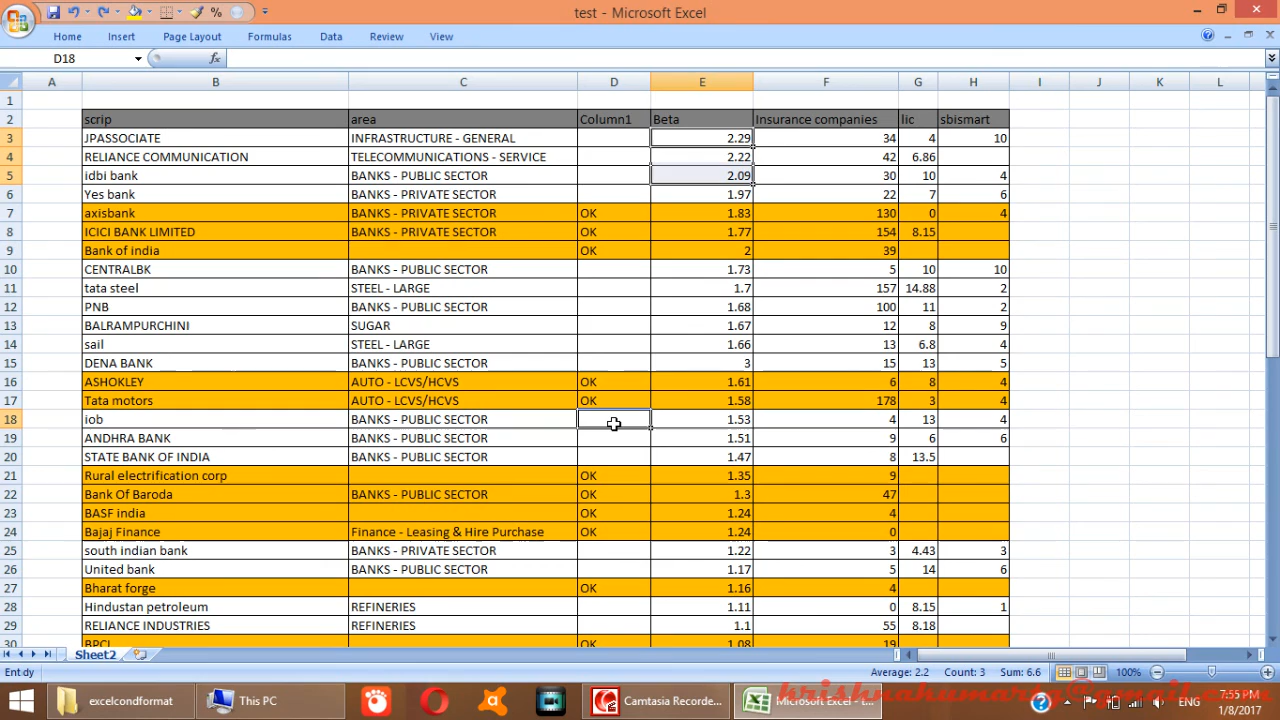 test - Microsoft Excel
Home Insert Page Layout Formulas Data Review View
D18 fx
A B C D E F G H I J K L
1
2 scrip area Column1 Beta Insurance companies lic sbismart
3 JPASSOCIATE INFRASTRUCTURE - GENERAL 2.29 34 4 10
4 RELIANCE COMMUNICATION TELECOMMUNICATIONS - SERVICE 2.22 42 6.86
5 idbi bank BANKS - PUBLIC SECTOR 2.09 30 10 4
6 Yes bank BANKS - PRIVATE SECTOR 1.97 22 7 6
7 axisbank BANKS - PRIVATE SECTOR OK 1.83 130 0 4
8 ICICI BANK LIMITED BANKS - PRIVATE SECTOR OK 1.77 154 8.15
9 Bank of india OK 2 39
10 CENTRALBK BANKS - PUBLIC SECTOR 1.73 5 10 10
11 tata steel STEEL - LARGE 1.7 157 14.88 2
12 PNB BANKS - PUBLIC SECTOR 1.68 100 11 2
13 BALRAMPURCHINI SUGAR 1.67 12 8 9
14 sail STEEL - LARGE 1.66 13 6.8 4
15 DENA BANK BANKS - PUBLIC SECTOR 3 15 13 5
16 ASHOKLEY AUTO - LCVS/HCVS OK 1.61 6 8 4
17 Tata motors AUTO - LCVS/HCVS OK 1.58 178 3 4
18 iob BANKS - PUBLIC SECTOR 1.53 4 13 4
19 ANDHRA BANK BANKS - PUBLIC SECTOR 1.51 9 6 6
20 STATE BANK OF INDIA BANKS - PUBLIC SECTOR 1.47 8 13.5
21 Rural electrification corp OK 1.35 9
22 Bank Of Baroda BANKS - PUBLIC SECTOR OK 1.3 47
23 BASF india OK 1.24 4
24 Bajaj Finance Finance - Leasing & Hire Purchase OK 1.24 0
25 south indian bank BANKS - PRIVATE SECTOR 1.22 3 4.43 3
26 United bank BANKS - PUBLIC SECTOR 1.17 5 14 6
27 Bharat forge OK 1.16 4
28 Hindustan petroleum REFINERIES 1.11 0 8.15 1
29 RELIANCE INDUSTRIES REFINERIES 1.1 55 8.18
30 BPCL OK 1.08 19
Sheet2
Ent dy Average: 2.2 Count: 3 Sum: 6.6 100%
excelcondformat This PC Camtasia Recorde... Microsoft Excel - t... ENG 7:55 PM
1/8/2017